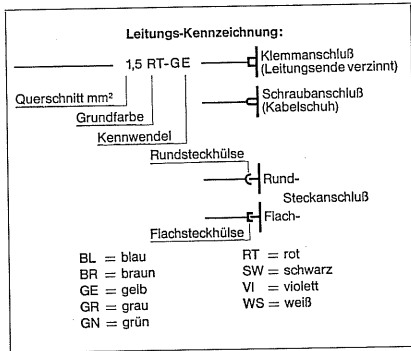 Leitungs-Kennzeichnung:
1,5 RT-GE
Klemmanschluß
(Leitungsende verzinnt)
Querschnitt mm²
Grundfarbe
Kennwendel
Schraubanschluß
(Kabelschuh)
Rundsteckhülse
Rund-
Steckanschluß
Flach-
Flachsteckhülse
BL = blau
BR = braun
GE = gelb
GR = grau
GN = grün
RT = rot
SW = schwarz
VI = violett
WS = weiß